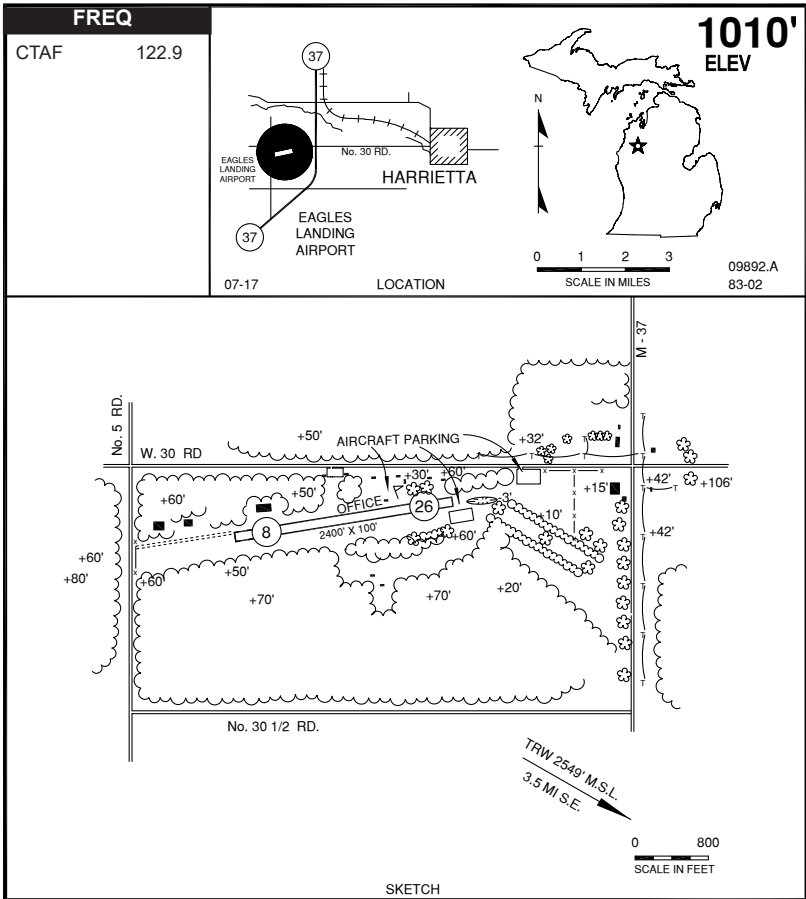 FREQ
CTAF 122.9
1010'
ELEV
37
N
No. 30 RD.
EAGLES
LANDING
AIRPORT
HARRIETTA
EAGLES
LANDING
AIRPORT
37
0 1 2 3
SCALE IN MILES
09892.A
83-02
07-17
LOCATION
M - 37
No. 5 RD.
W. 30 RD
+50'
AIRCRAFT PARKING
+32'
+30'
+60'
+42'
+106'
+15'
+60'
+50'
OFFICE
26
-3'
+10'
8
2400' X 100'
+60'
+42'
+60'
+80'
+60'
+50'
+70'
+70'
+20'
No. 30 1/2 RD.
TRW 2549' M.S.L.
3.5 MI S.E.
0 800
SCALE IN FEET
SKETCH